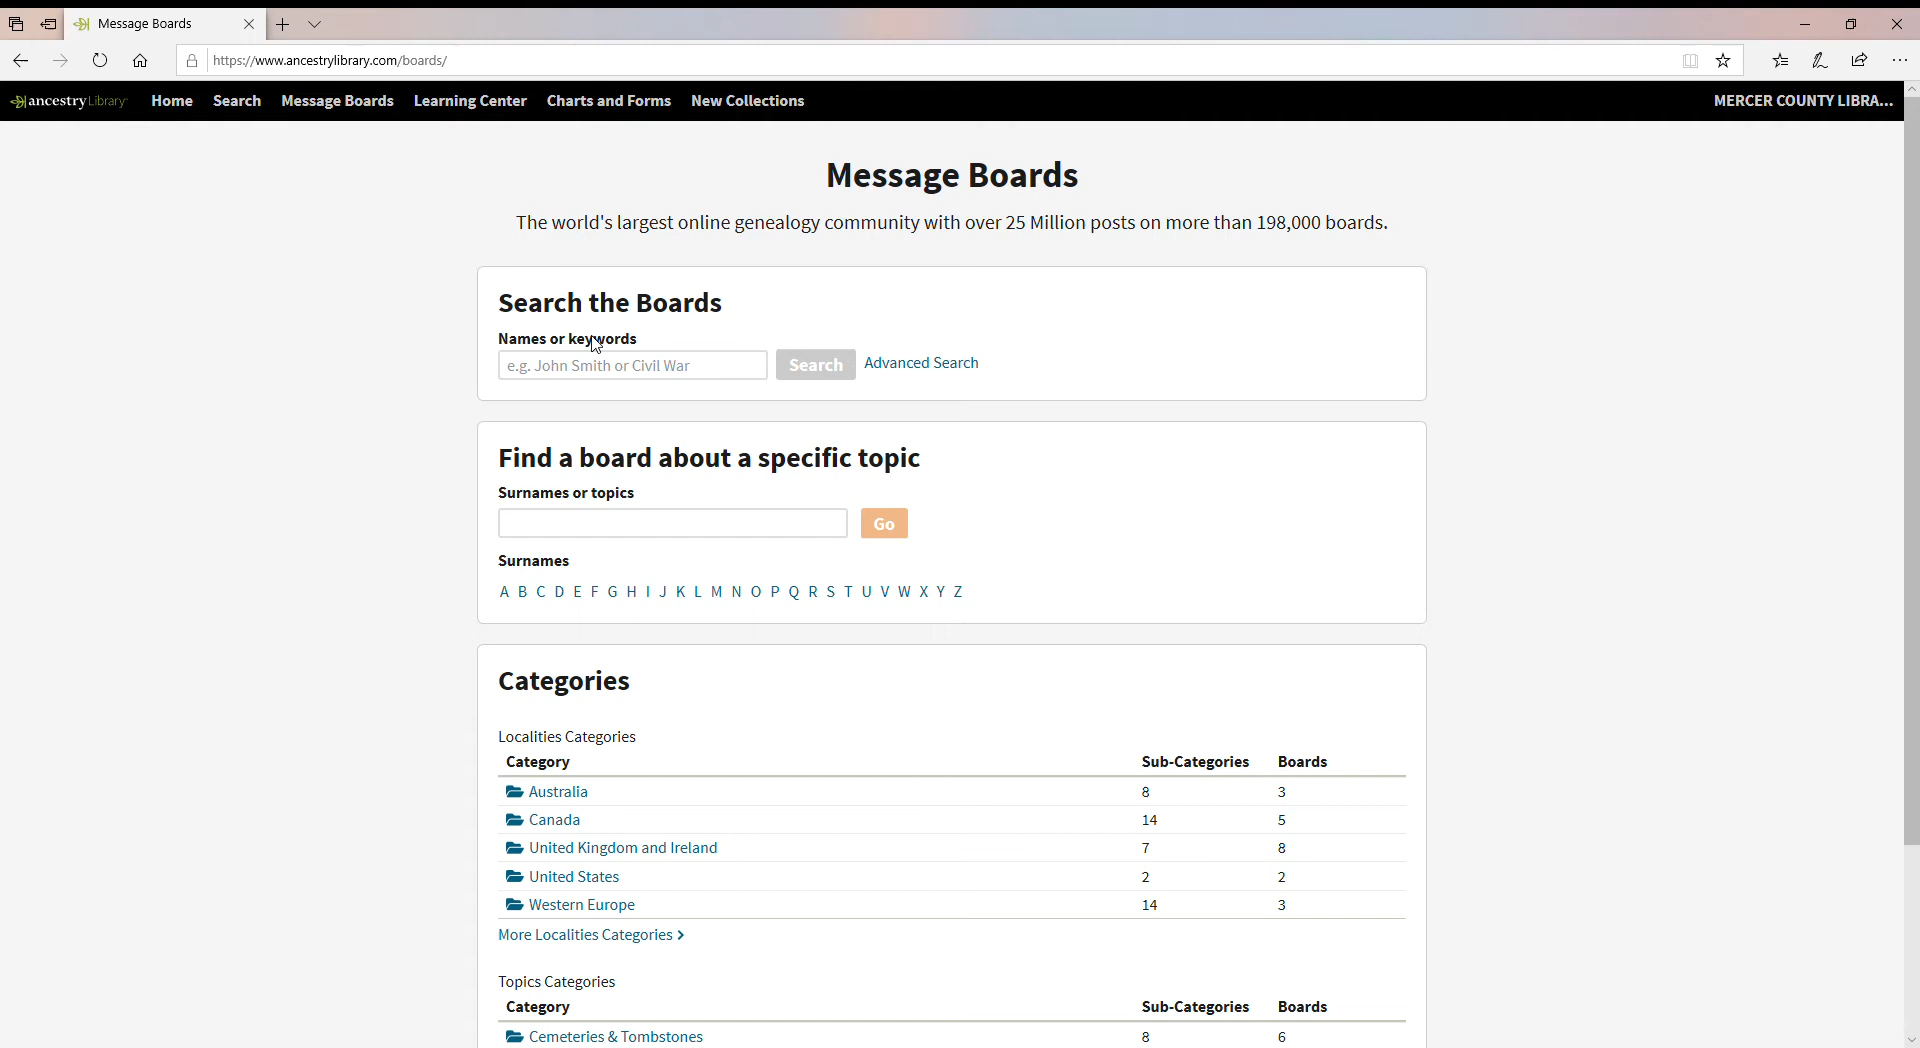 Message Boards
https://www.ancestrylibrary.com/boards/
ancestryLibrary Home Search Message Boards Learning Center Charts and Forms New Collections MERCER COUNTY LIBRA...
Message Boards
The world's largest online genealogy community with over 25 Million posts on more than 198,000 boards.
Search the Boards
Names or keywords
e.g. John Smith or Civil War Search Advanced Search
Find a board about a specific topic
Surnames or topics
Go
Surnames
A B C D E F G H I J K L M N O P Q R S T U V W X Y Z
Categories
Localities Categories
Category Sub-Categories Boards
Australia 8 3
Canada 14 5
United Kingdom and Ireland 7 8
United States 2 2
Western Europe 14 3
More Localities Categories >
Topics Categories
Category Sub-Categories Boards
Cemeteries & Tombstones 8 6